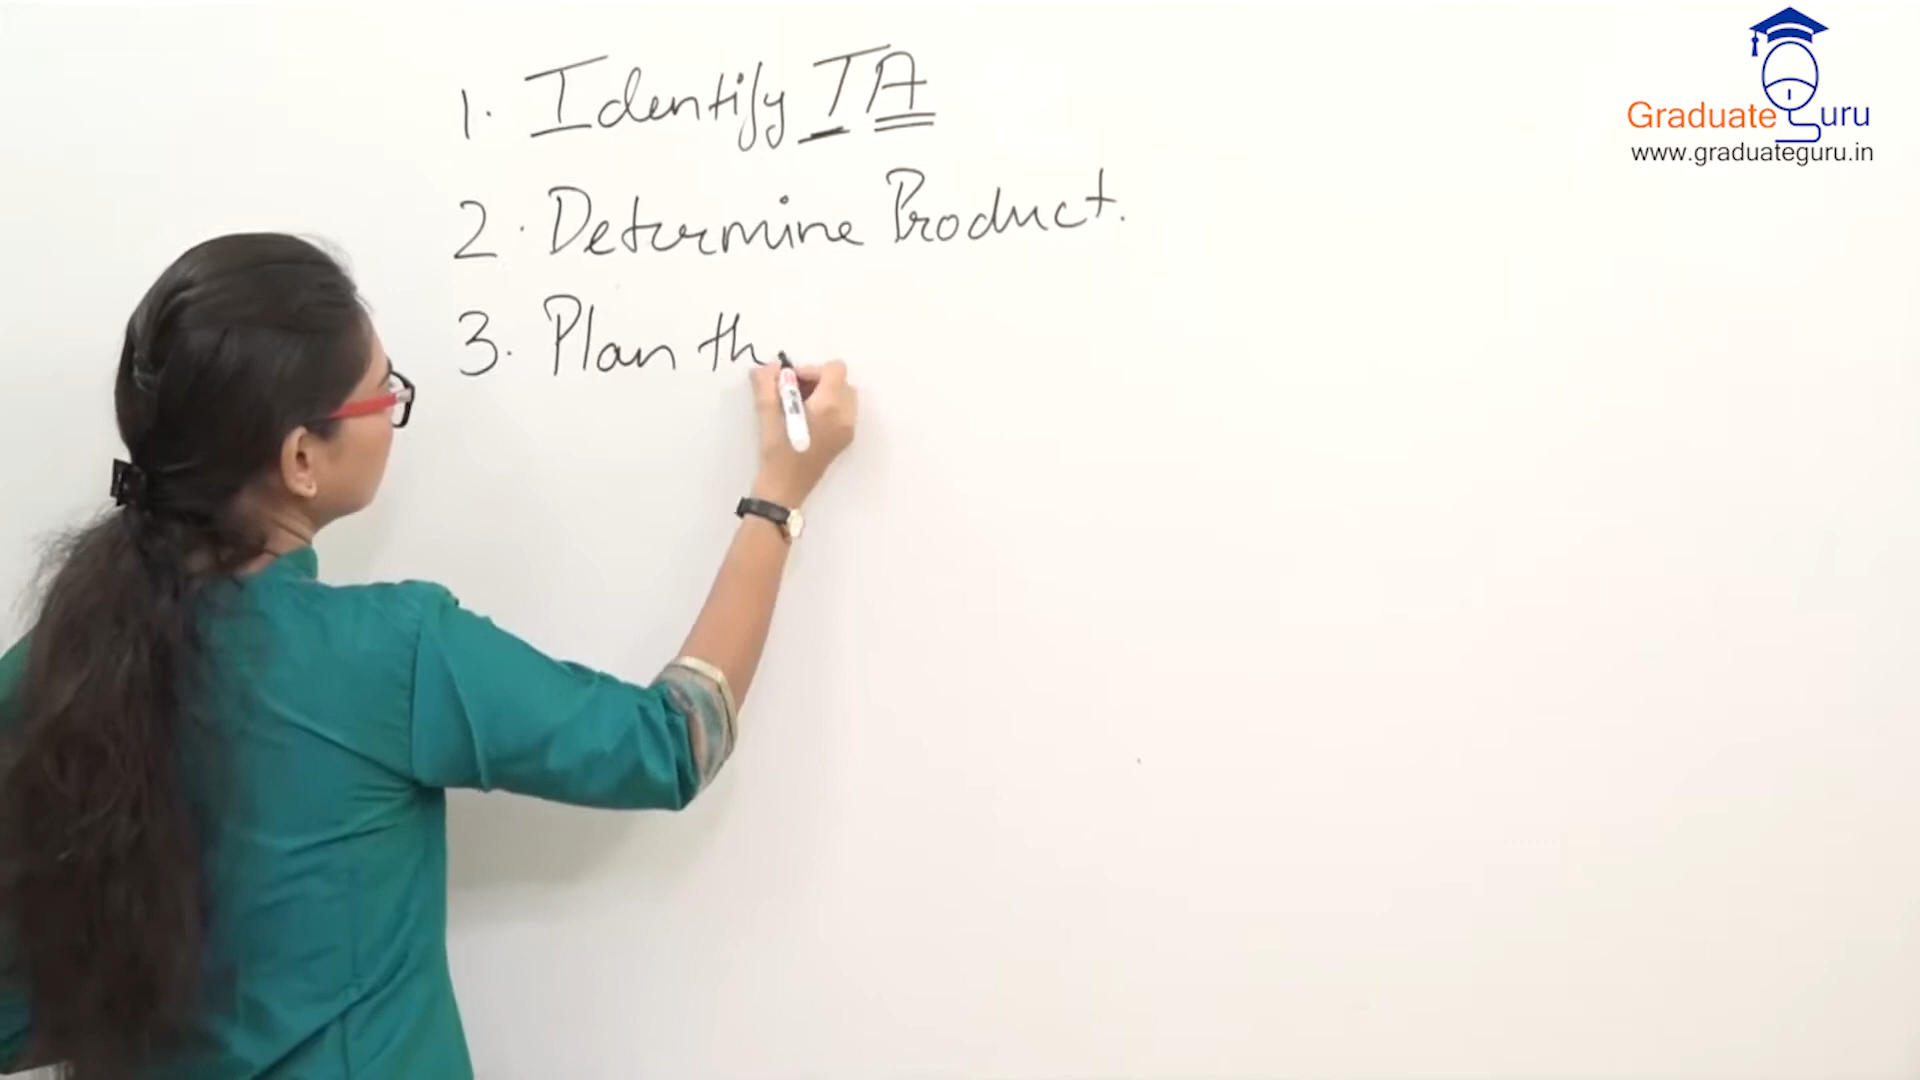 1. Identify TA
2. Determine Product.
3. Plan th
Graduate Guru
www.graduateguru.in